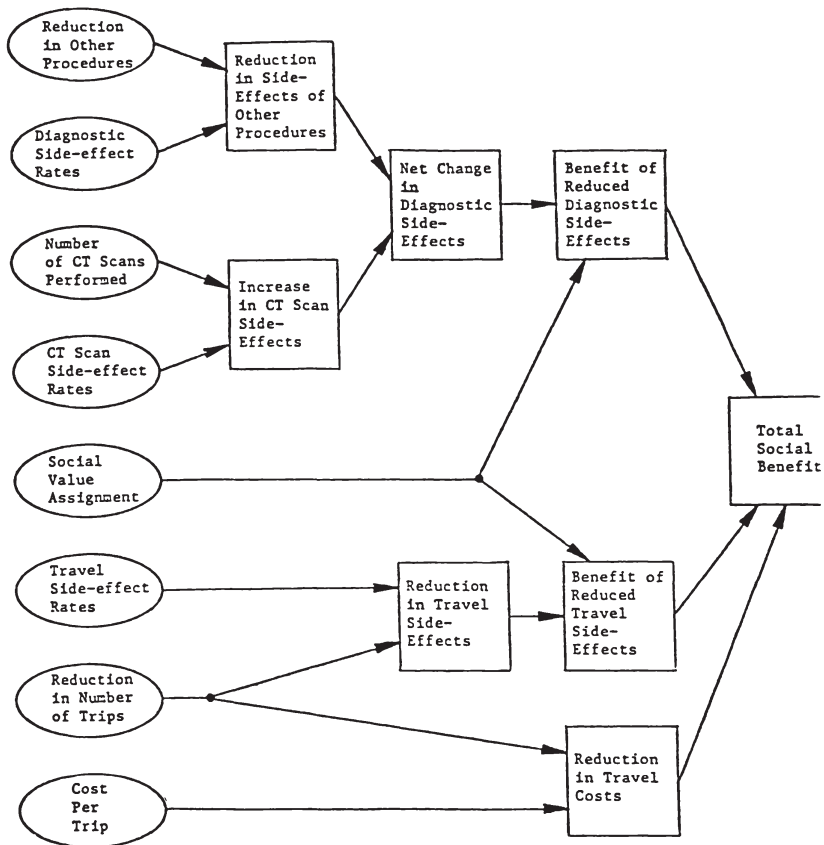 Reduction
in Other
Procedures
Reduction
in Side-
Effects of
Other
Procedures
Diagnostic
Side-effect
Rates
Net Change
in
Diagnostic
Side-
Effects
Benefit of
Reduced
Diagnostic
Side-
Effects
Number
of CT Scans
Performed
Increase
in CT Scan
Side-
Effects
CT Scan
Side-effect
Rates
Total
Social
Benefit
Social
Value
Assignment
Travel
Side-effect
Rates
Reduction
in Travel
Side-
Effects
Benefit of
Reduced
Travel
Side-
Effects
Reduction
in Number
of Trips
Reduction
in Travel
Costs
Cost
Per
Trip